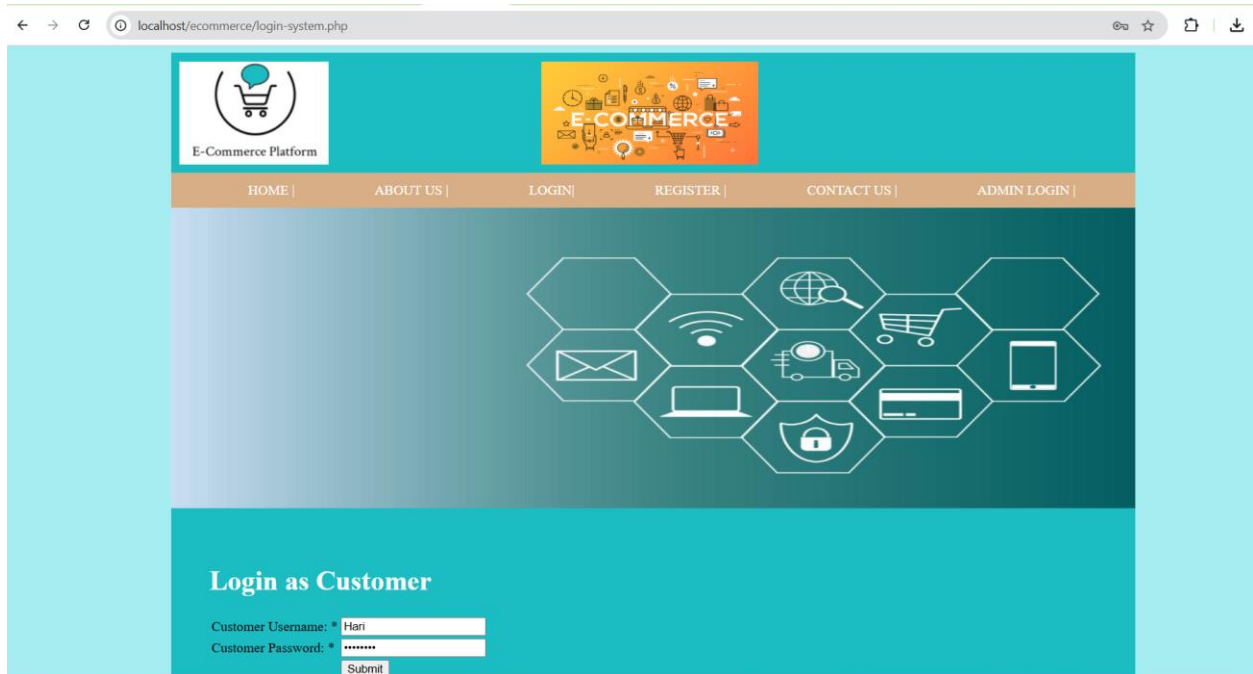 localhost/ecommerce/login-system.php
E-Commerce Platform
E-COMMERCE
HOME | ABOUT US | LOGIN| REGISTER | CONTACT US | ADMIN LOGIN |
Login as Customer
Customer Username: * Hari
Customer Password: * ••••••••
Submit